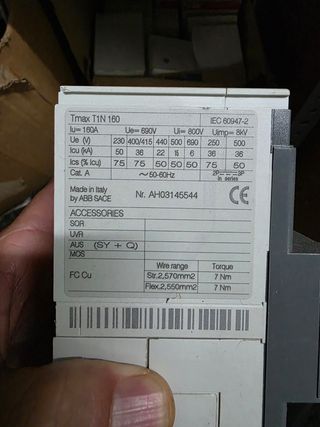 Tmax T1N 160 IEC 60947-2
Iu= 160A Ue= 690V Ui= 800V Uimp= 8kV
Ue (V) 230 400/415 440 500 690 250 500
Icu (kA) 50 36 22 15 6 36 36
Ics (% Icu) 75 75 50 50 50 75 50
Cat. A ~50-60Hz 2P 3P
in series
Made in Italy
by ABB SACE
Nr. AH03145544
CE
ACCESSORIES
SOR
UVR
AUS (SY + Q)
MOS
Wire range Torque
FC Cu Str.2,570mm2 7 Nm
Flex.2,550mm2 7 Nm